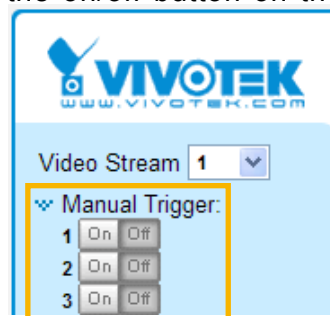 VIVOTEK
www.VIVOTEK.COM
Video Stream 1
Manual Trigger:
1 On Off
2 On Off
3 On Off